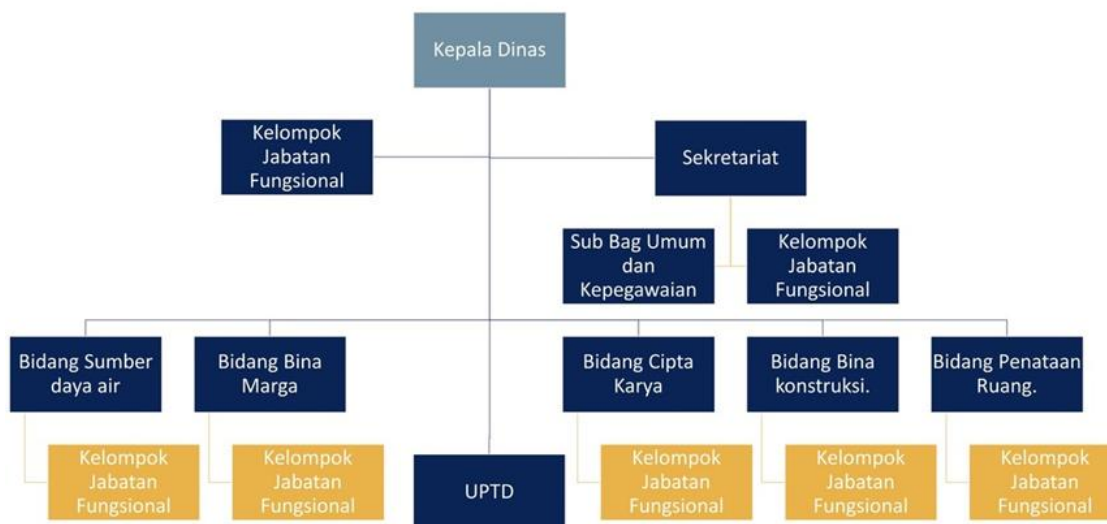 Kepala Dinas
Kelompok
Jabatan
Fungsional
Sekretariat
Sub Bag Umum
dan
Kepegawaian
Kelompok
Jabatan
Fungsional
Bidang Sumber
daya air
Bidang Bina
Marga
Bidang Cipta
Karya
Bidang Bina
konstruksi.
Bidang Penataan
Ruang.
Kelompok
Jabatan
Fungsional
Kelompok
Jabatan
Fungsional
UPTD
Kelompok
Jabatan
Fungsional
Kelompok
Jabatan
Fungsional
Kelompok
Jabatan
Fungsional